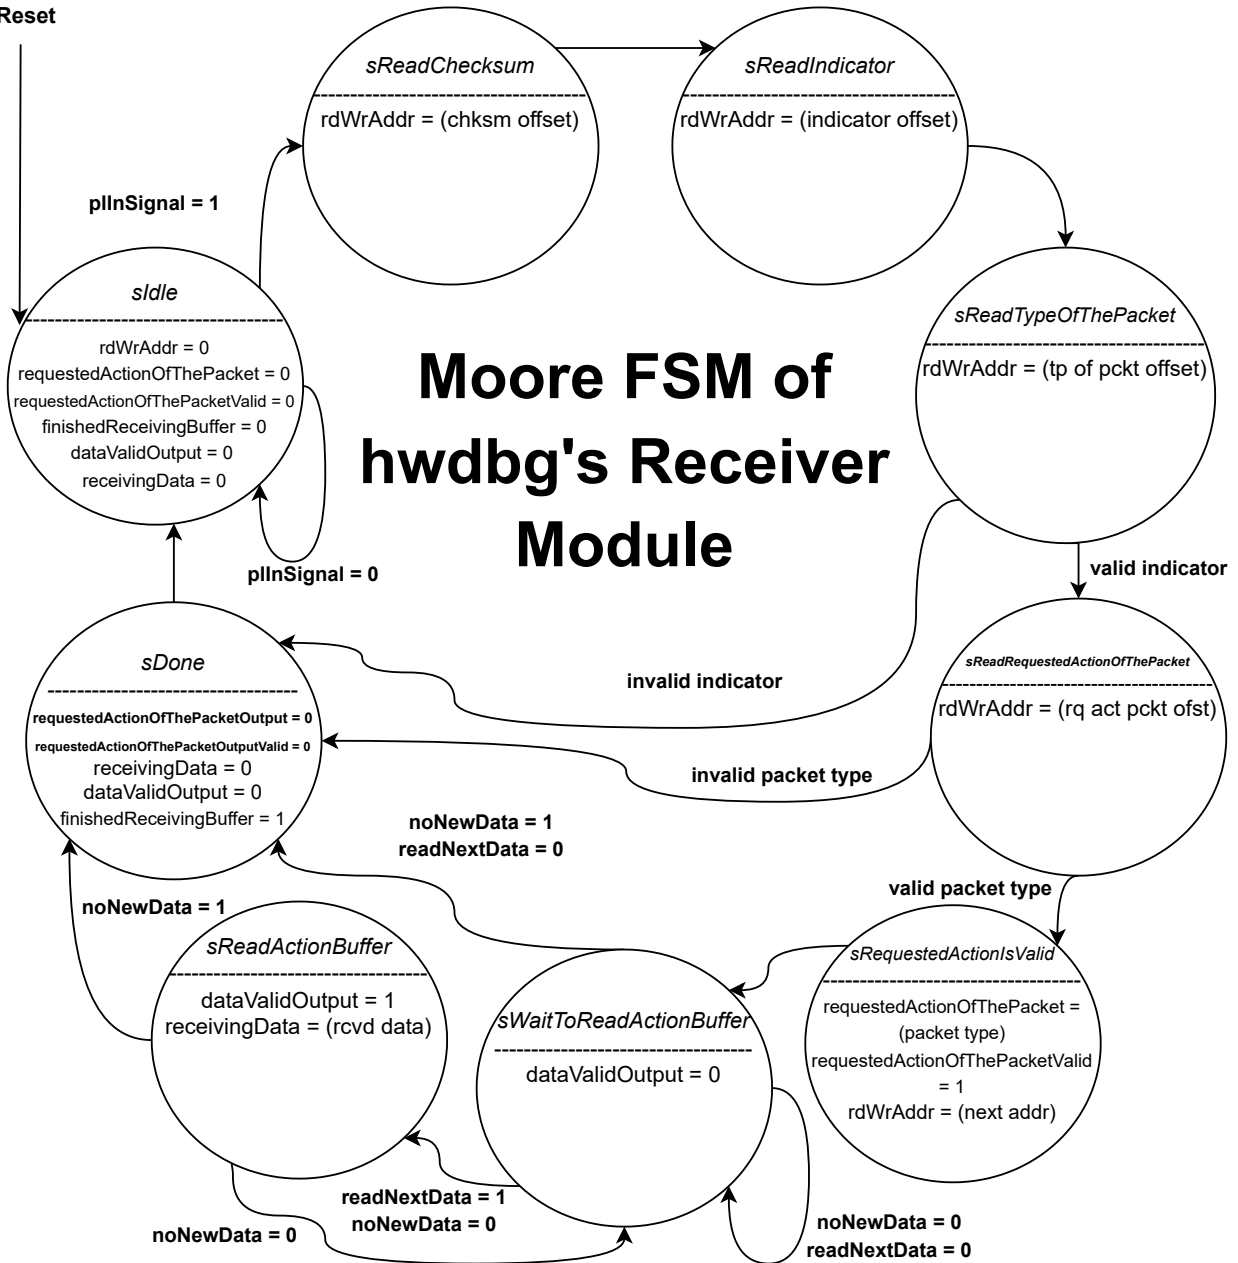 Reset
sReadChecksum
rdWrAddr = (chksm offset)
sReadIndicator
rdWrAddr = (indicator offset)
plInSignal = 1
sIdle
rdWrAddr = 0
requestedActionOfThePacket = 0
requestedActionOfThePacketValid = 0
finishedReceivingBuffer = 0
dataValidOutput = 0
receivingData = 0
plInSignal = 0
Moore FSM of
hwdbg's Receiver
Module
sReadTypeOfThePacket
rdWrAddr = (tp of pckt offset)
valid indicator
invalid indicator
sReadRequestedActionOfThePacket
rdWrAddr = (rq act pckt ofst)
invalid packet type
valid packet type
sDone
requestedActionOfThePacketOutput = 0
requestedActionOfThePacketOutputValid = 0
receivingData = 0
dataValidOutput = 0
finishedReceivingBuffer = 1
noNewData = 1
readNextData = 0
noNewData = 1
sReadActionBuffer
dataValidOutput = 1
receivingData = (rcvd data)
sWaitToReadActionBuffer
dataValidOutput = 0
sRequestedActionIsValid
requestedActionOfThePacket =
(packet type)
requestedActionOfThePacketValid
= 1
rdWrAddr = (next addr)
readNextData = 1
noNewData = 0
noNewData = 0
noNewData = 0
readNextData = 0